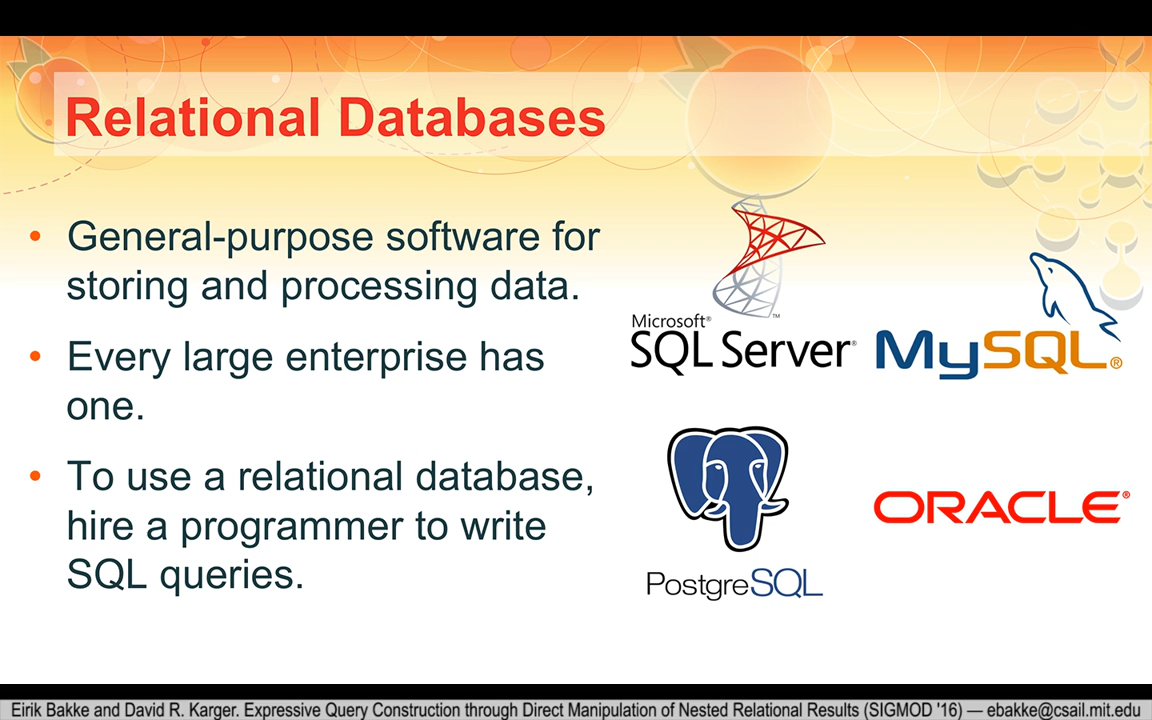 Relational Databases
• General-purpose software for
storing and processing data.
• Every large enterprise has
one.
• To use a relational database,
hire a programmer to write
SQL queries.
Microsoft®
SQL Server®
™
MySQL®
PostgreSQL
ORACLE®
Eirik Bakke and David R. Karger. Expressive Query Construction through Direct Manipulation of Nested Relational Results (SIGMOD '16) — ebakke@csail.mit.edu